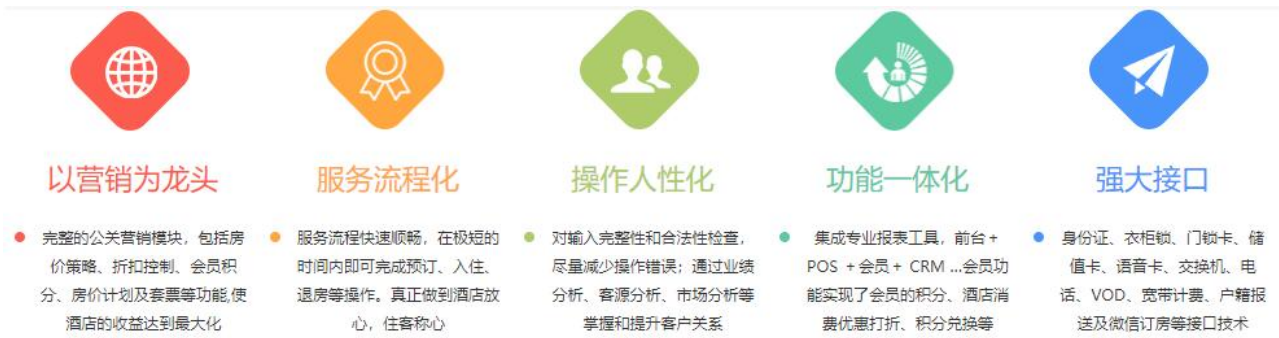 以营销为龙头
完整的公关营销模块，包括房
价策略、折扣控制、会员积
分、房价计划及套票等功能,使
酒店的收益达到最大化
服务流程化
服务流程快速顺畅，在极短的
时间内即可完成预订、入住、
退房等操作。真正做到酒店放
心，住客称心
操作人性化
对输入完整性和合法性检查，
尽量减少操作错误；通过业绩
分析、客源分析、市场分析等
掌握和提升客户关系
功能一体化
集成专业报表工具，前台+
POS +会员+ CRM ...会员功
能实现了会员的积分、酒店消
费优惠打折、积分兑换等
强大接口
身份证、衣柜锁、门锁卡、储
值卡、语音卡、交换机、电
话、VOD、宽带计费、户籍报
送及微信订房等接口技术